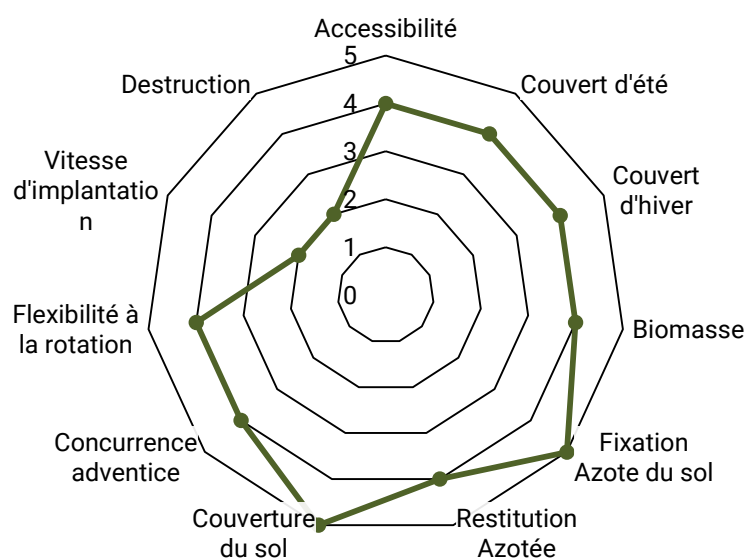 Accessibilité
5
Destruction
Couvert d'été
4
3
Vitesse
d'implantatio
n
Couvert
d'hiver
2
1
0
Flexibilité à
la rotation
Biomasse
Concurrence
adventice
Fixation
Azote du sol
Couverture
du sol
Restitution
Azotée